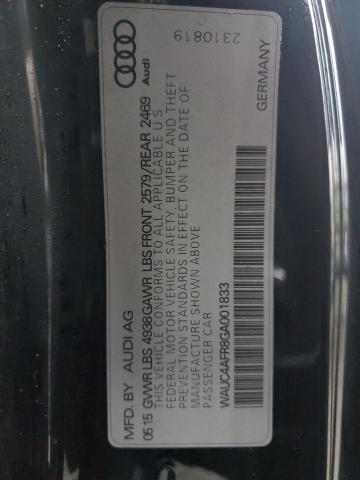 MFD. BY AUDI AG
05 15 GVWR LBS 4938 GAWR LBS FRONT 2579/REAR 2469
THIS VEHICLE CONFORMS TO ALL APPLICABLE U S
FEDERAL MOTOR VEHICLE SAFETY, BUMPER AND THEFT
PREVENTION STANDARDS IN EFFECT ON THE DATE OF
MANUFACTURE SHOWN ABOVE
PASSENGER CAR
WAUC4AFR8GA001833
GERMANY
Audi
2310819